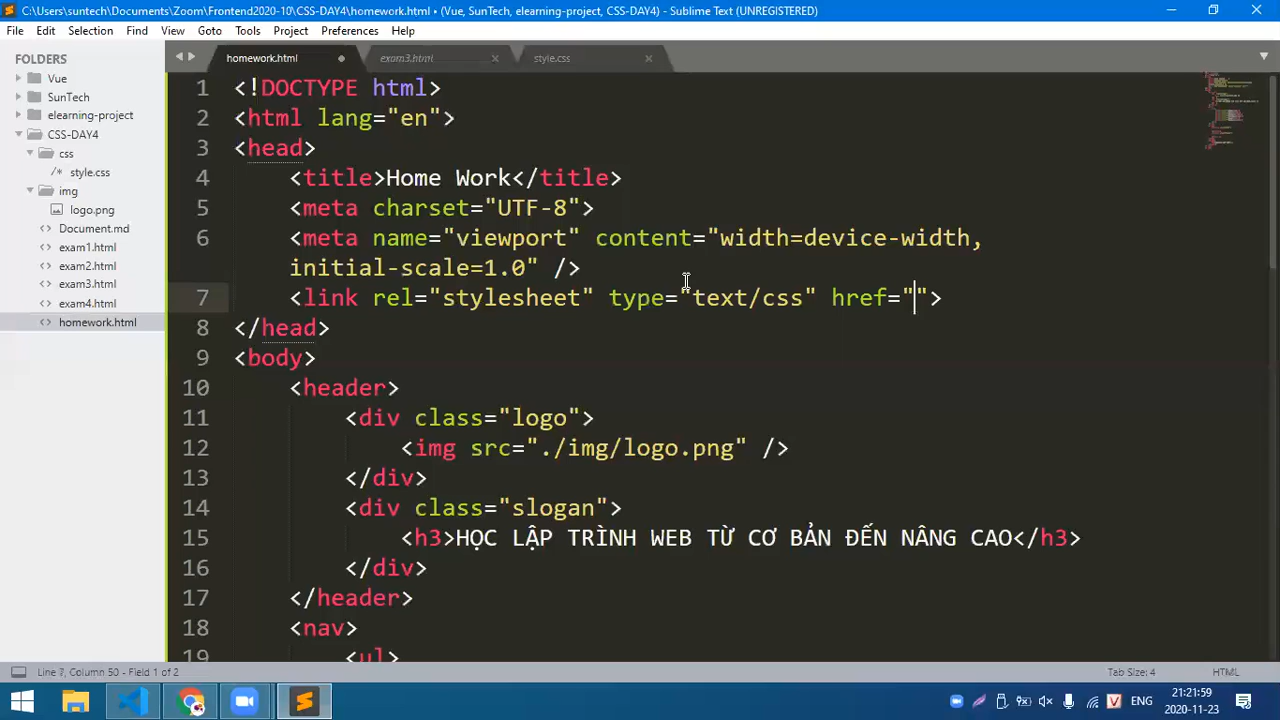 C:\Users\suntech\Documents\Zoom\Frontend2020-10\CSS-DAY4\homework.html • (Vue, SunTech, elearning-project, CSS-DAY4) - Sublime Text (UNREGISTERED)
File Edit Selection Find View Goto Tools Project Preferences Help
FOLDERS
Vue
SunTech
elearning-project
CSS-DAY4
css
/* style.css
img
logo.png
<> Document.md
<> exam1.html
<> exam2.html
<> exam3.html
<> exam4.html
<> homework.html
homework.html exam3.html style.css
1 <!DOCTYPE html>
2 <html lang="en">
3 <head>
4 <title>Home Work</title>
5 <meta charset="UTF-8">
6 <meta name="viewport" content="width=device-width,
initial-scale=1.0" />
7 <link rel="stylesheet" type="text/css" href="">
8 </head>
9 <body>
10 <header>
11 <div class="logo">
12 <img src="./img/logo.png" />
13 </div>
14 <div class="slogan">
15 <h3>HỌC LẬP TRÌNH WEB TỪ CƠ BẢN ĐẾN NÂNG CAO</h3>
16 </div>
17 </header>
18 <nav>
19 <ul>
Line 7, Column 50 - Field 1 of 2 Tab Size: 4 HTML
V ENG 21:21:59
2020-11-23